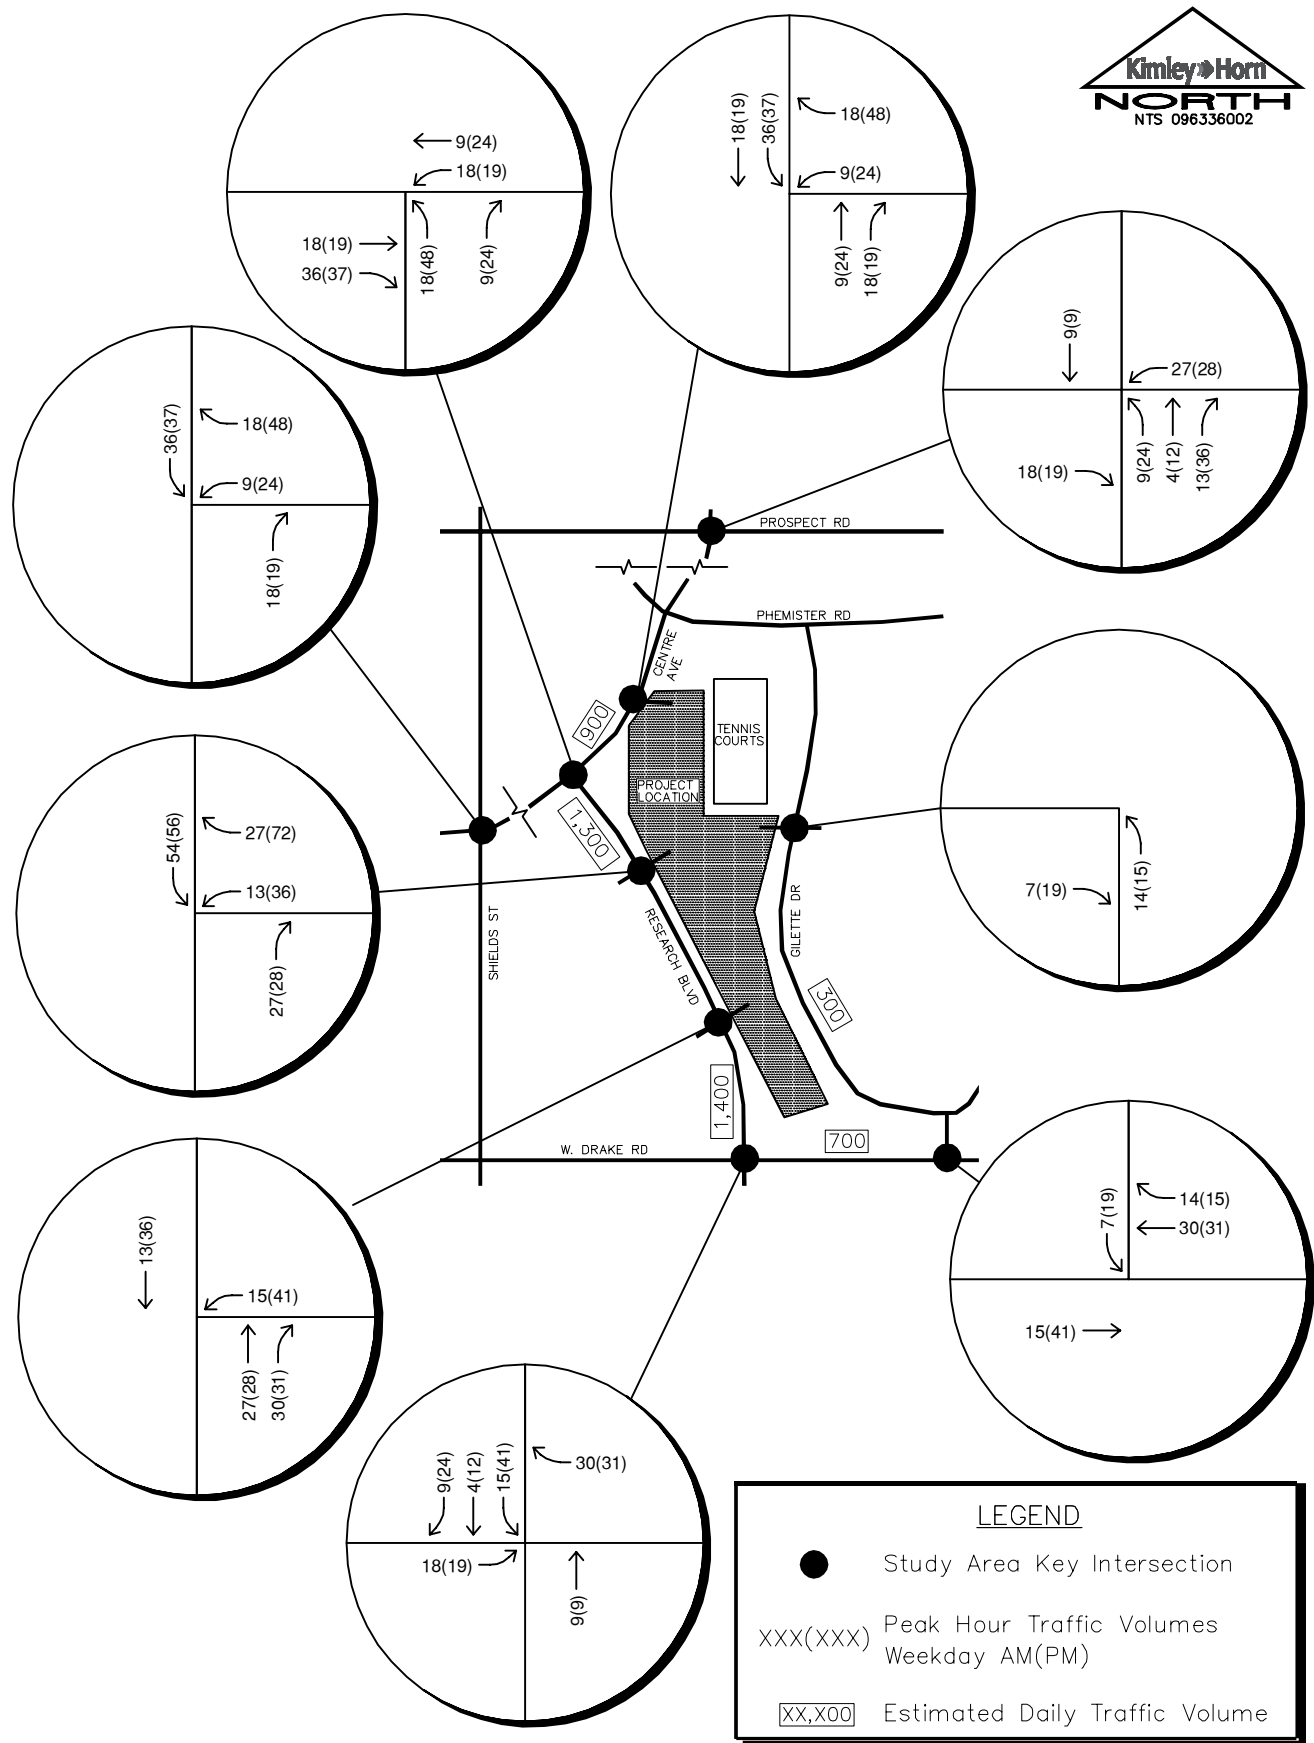 Kimley»Horn
NORTH
NTS 096336002
9(24)
18(19)
18(19)
36(37)
18(48)
9(24)
18(19)
36(37)
18(48)
9(24)
9(24)
18(19)
9(9)
27(28)
18(19)
9(24)
4(12)
13(36)
36(37)
18(48)
9(24)
18(19)
PROSPECT RD
PHEMISTER RD
CENTRE
AVE
900
TENNIS
COURTS
PROJECT
LOCATION
1,300
SHIELDS ST
RESEARCH BLVD
GILETTE DR
300
1,400
W. DRAKE RD
700
54(56)
27(72)
13(36)
27(28)
7(19)
14(15)
13(36)
15(41)
27(28)
30(31)
7(19)
14(15)
30(31)
15(41)
9(24)
4(12)
15(41)
30(31)
18(19)
9(9)
LEGEND
Study Area Key Intersection
XXX(XXX) Peak Hour Traffic Volumes
Weekday AM(PM)
XX,X00 Estimated Daily Traffic Volume